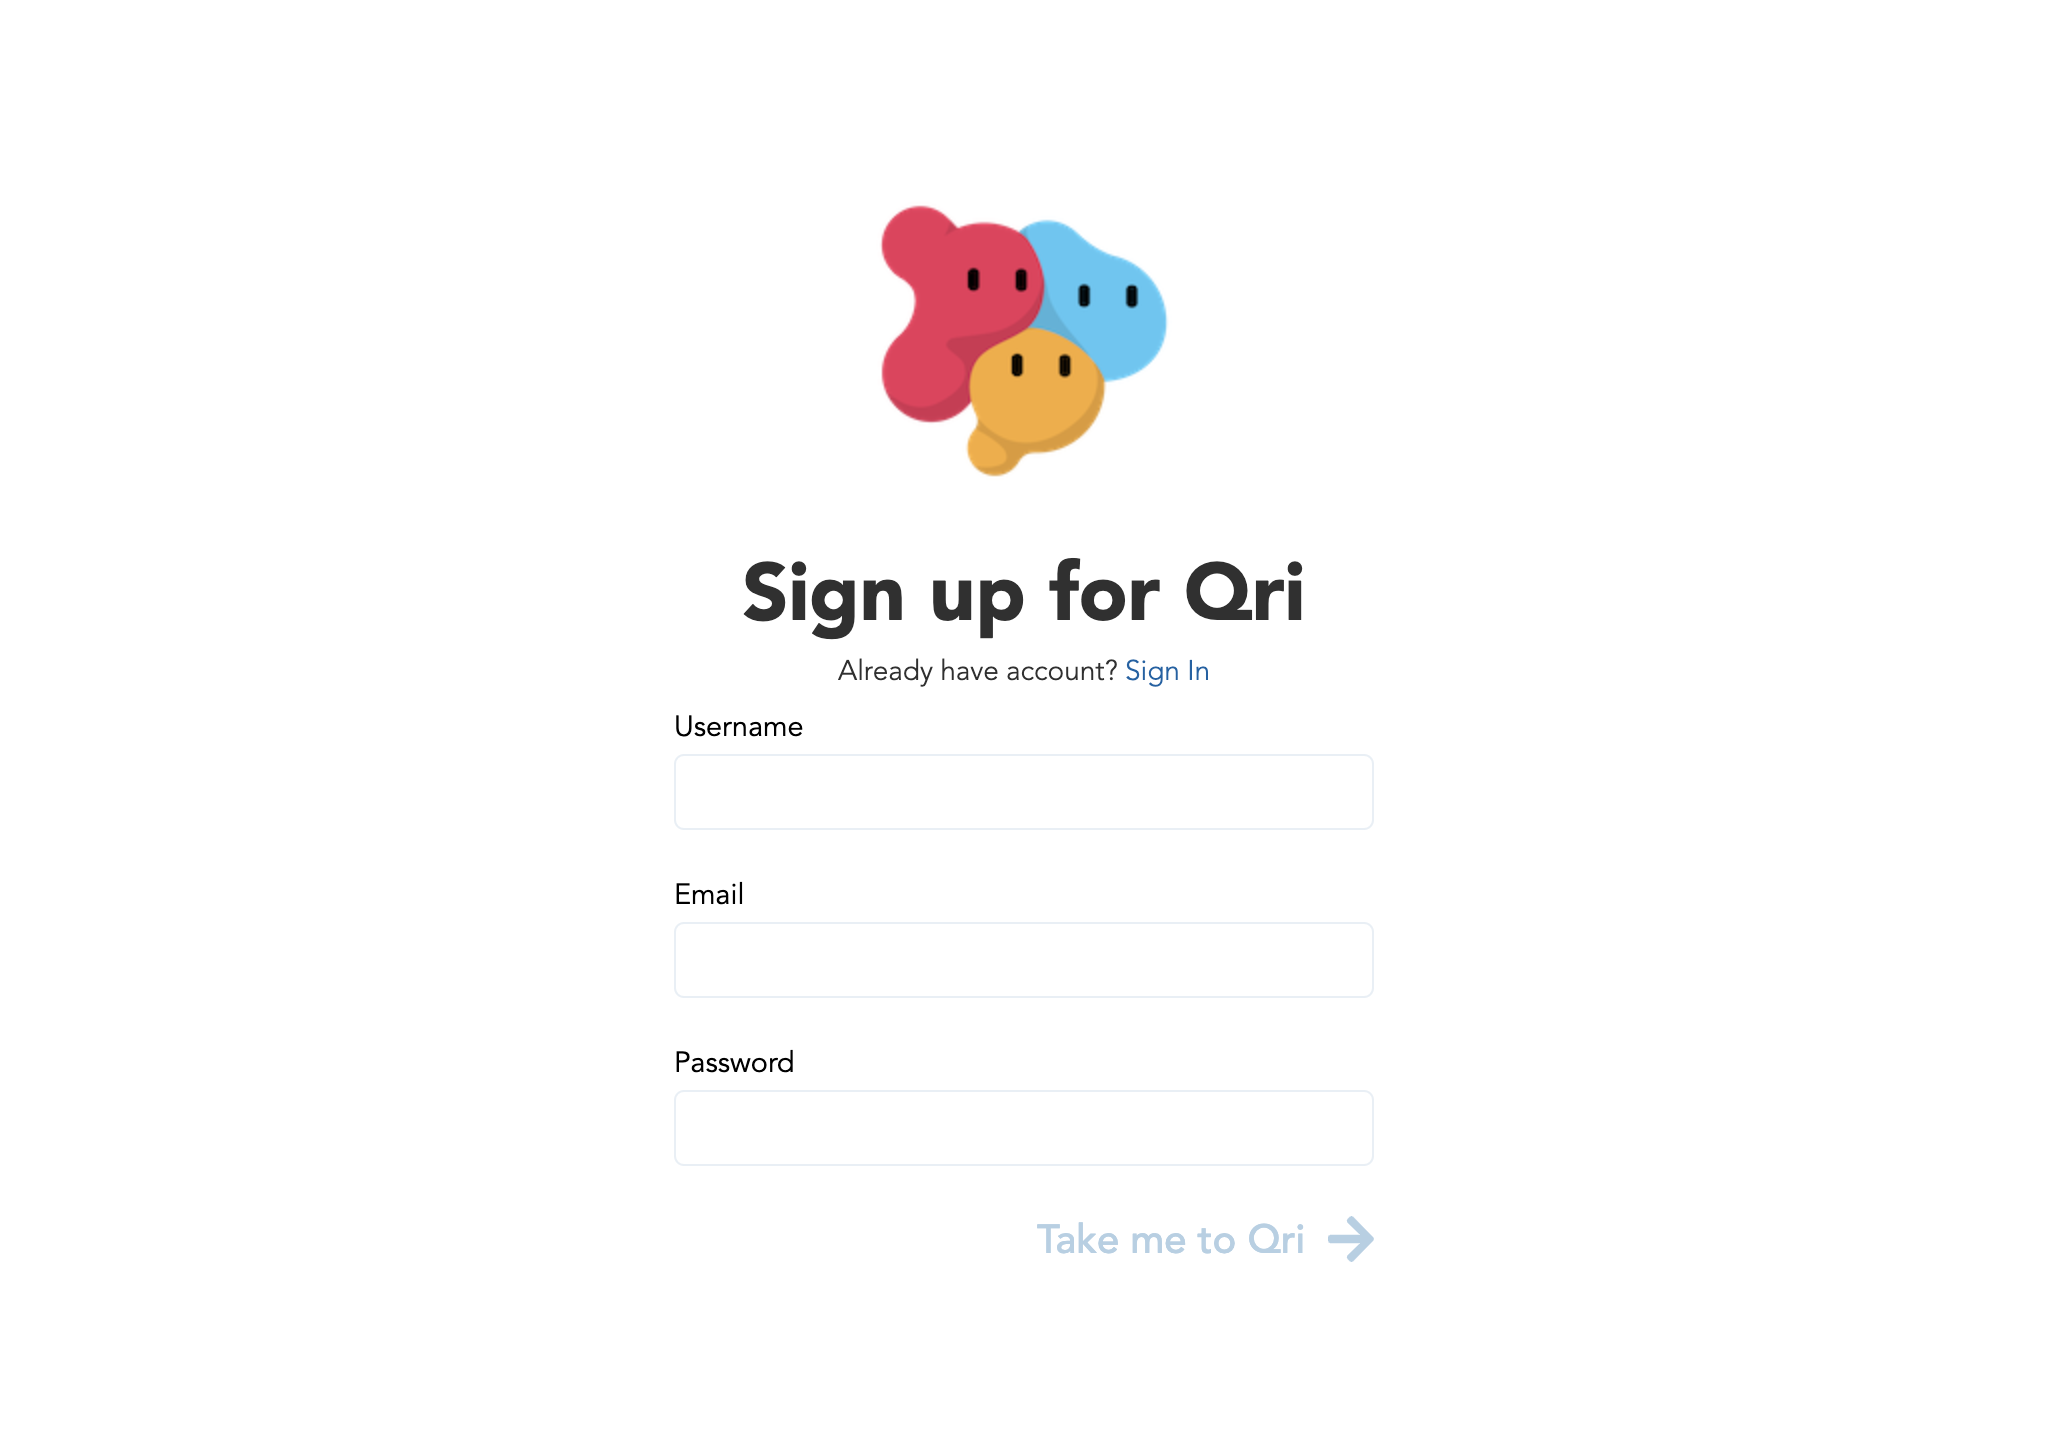 Sign up for Qri
Already have account? Sign In
Username
Email
Password
Take me to Qri